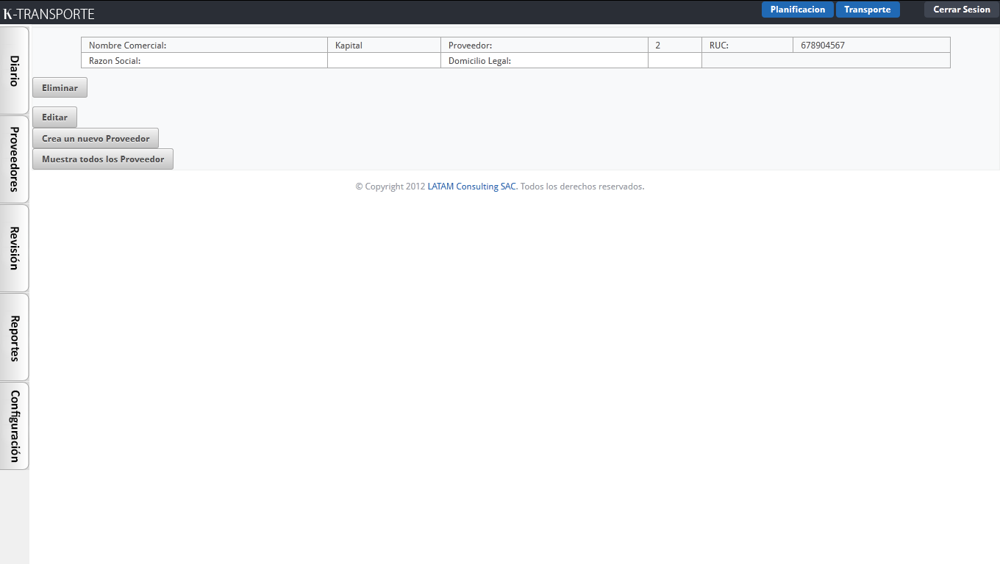 K-TRANSPORTE Planificacion Transporte Cerrar Sesion
Nombre Comercial: Kapital Proveedor: 2 RUC: 678904567
Razon Social: Domicilio Legal:
Eliminar
Editar
Crea un nuevo Proveedor
Muestra todos los Proveedor
© Copyright 2012 LATAM Consulting SAC. Todos los derechos reservados.
Diario
Proveedores
Revisión
Reportes
Configuración